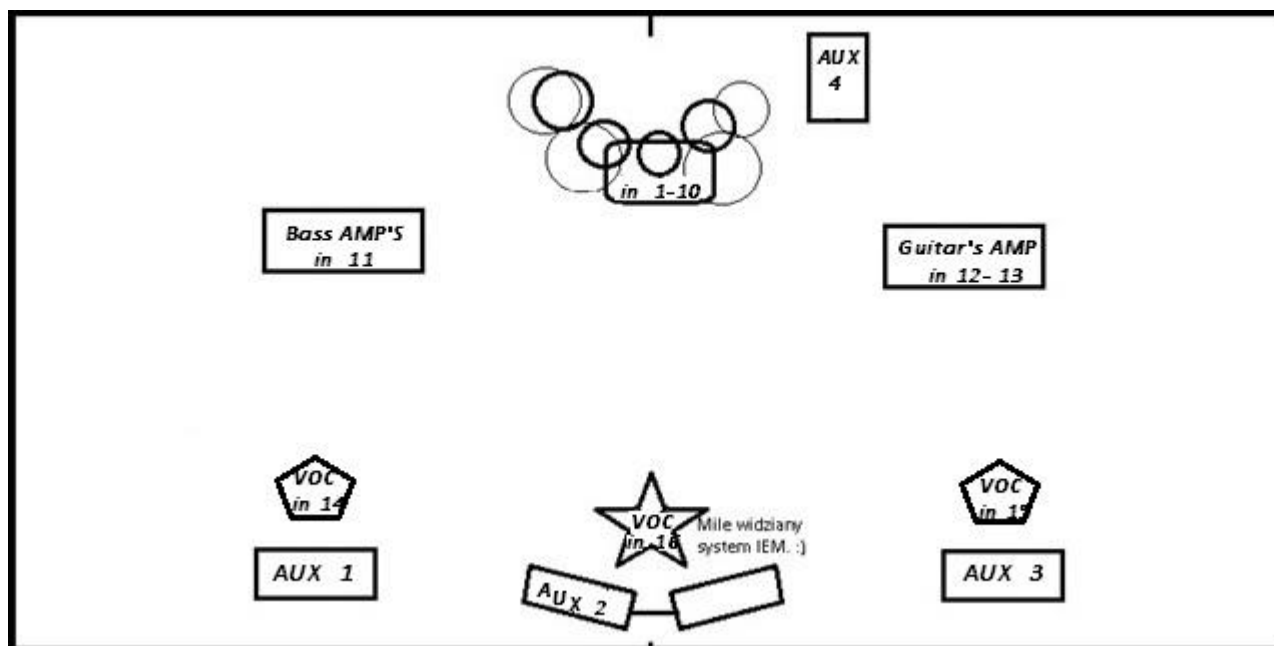 AUX
4
in 1-10
Bass AMP'S
in 11
Guitar's AMP
in 12- 13
VOC
in 14
VOC
in 16
Mile widziany
system IEM. :)
VOC
in 15
AUX 1
AUX 2
AUX 3